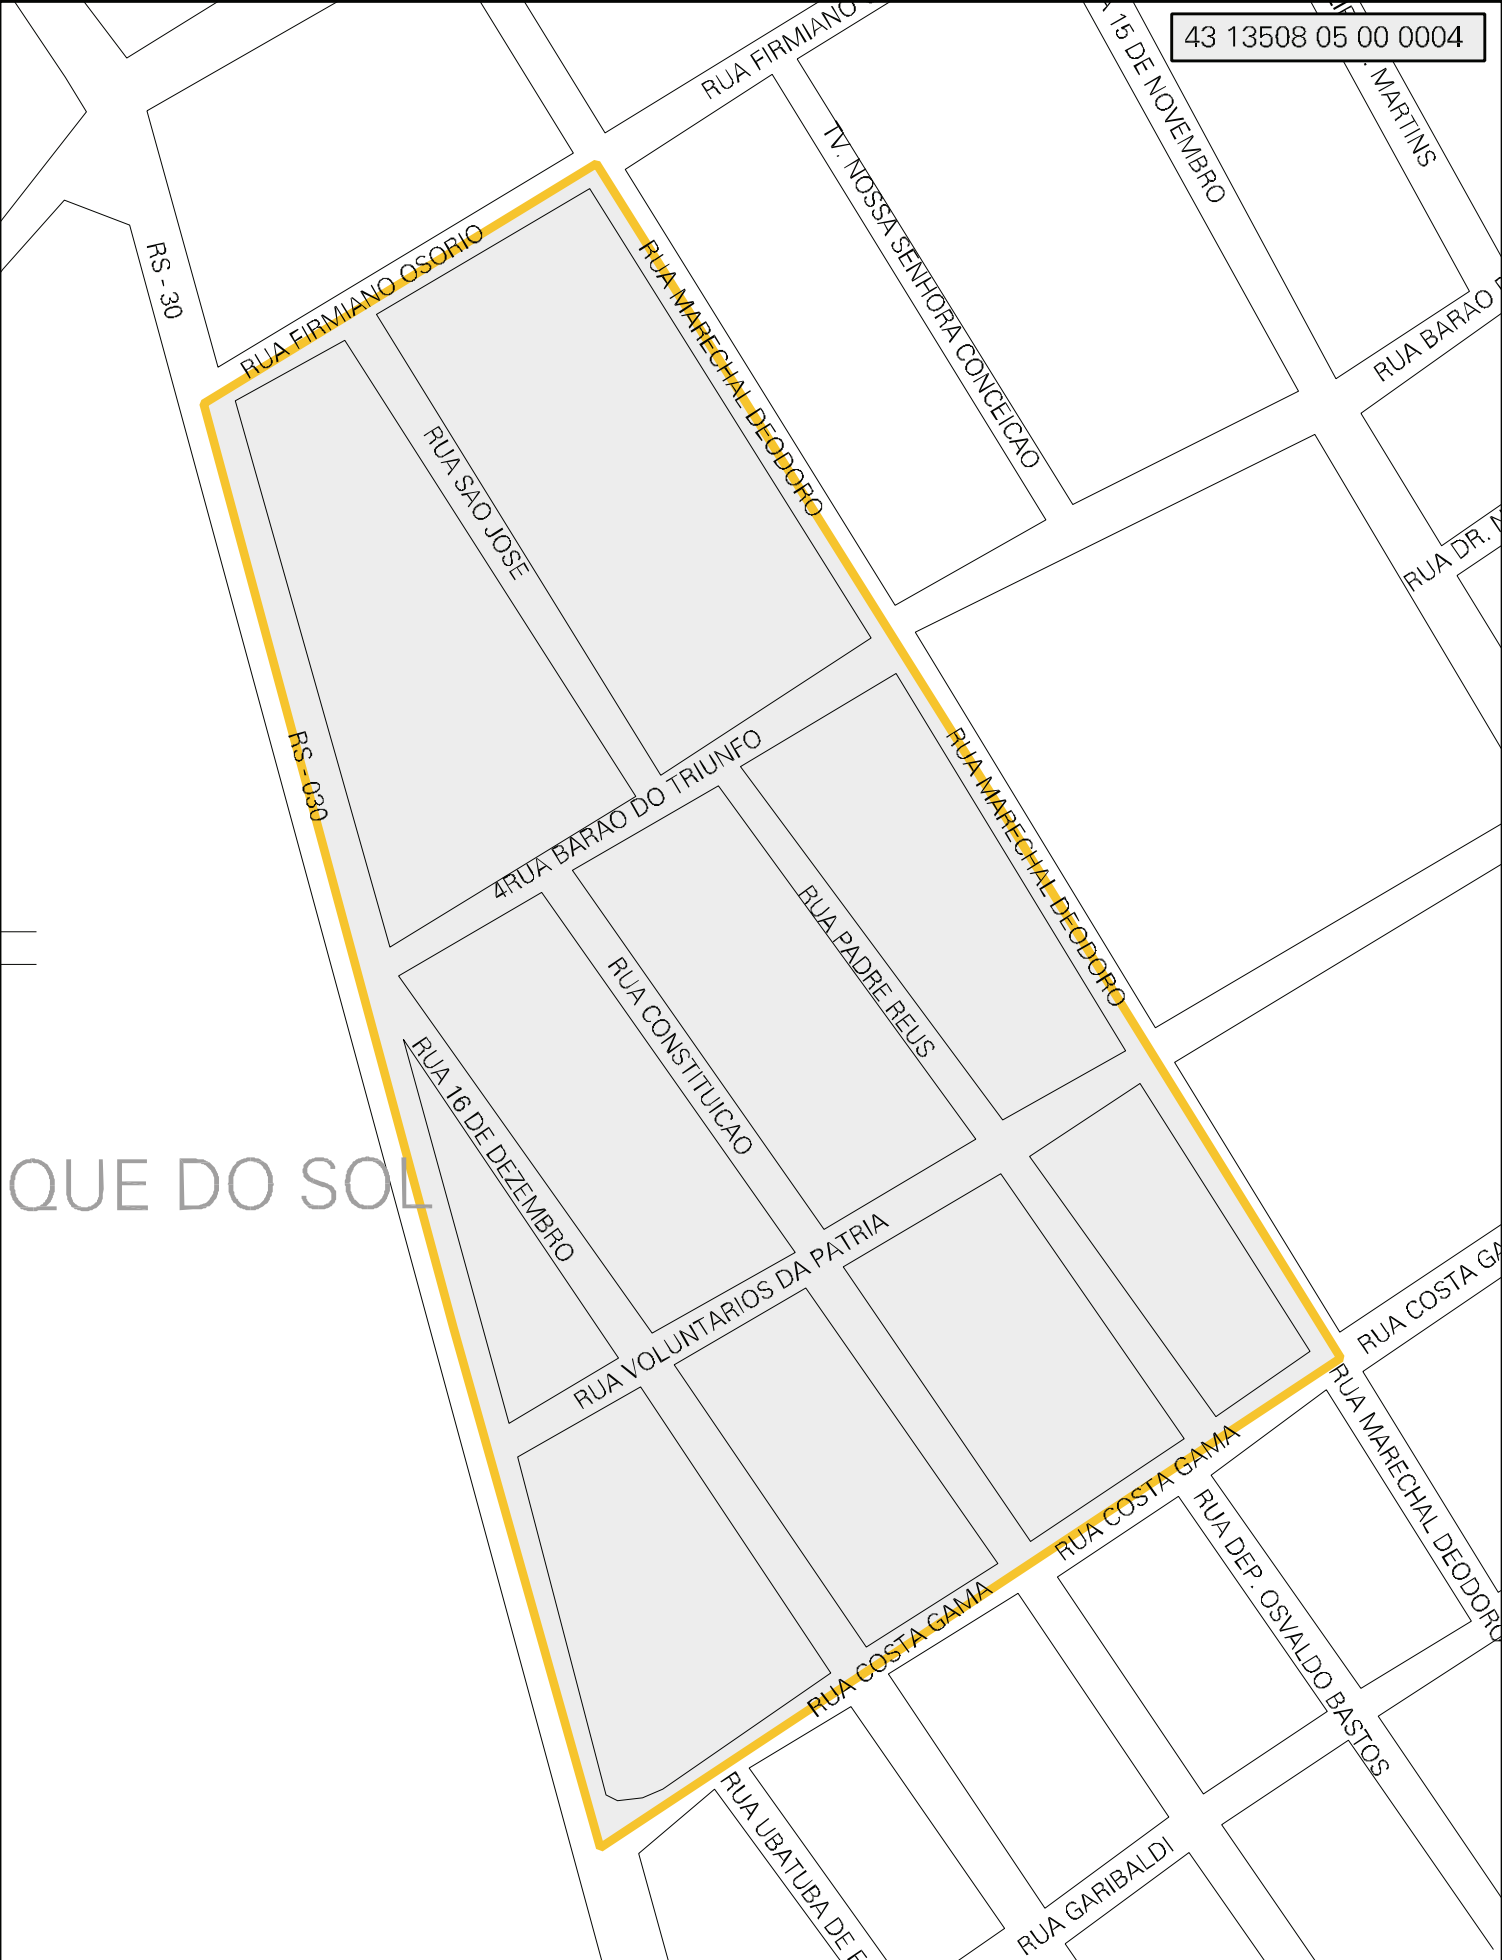 43 13508 05 00 0004
RUA FIRMIANO
15 DE NOVEMBRO
MARTINS
TV. NOSSA SENHORA CONCEICAO
RS - 30
RUA FIRMIANO OSORIO
RUA MARECHAL DEODORO
RUA BARAO
RUA SAO JOSE
RUA DR.
RS - 030
4RUA BARAO DO TRIUNFO
RUA MARECHAL DEODORO
RUA PADRE REUS
RUA CONSTITUICAO
RUA 16 DE DEZEMBRO
QUE DO SOL
RUA VOLUNTARIOS DA PATRIA
RUA COSTA GA
RUA MARECHAL DEODORO
RUA COSTA GAMA
RUA DEP. OSVALDO BASTOS
RUA COSTA GAMA
RUA UBATUBA DE F
RUA GARIBALDI